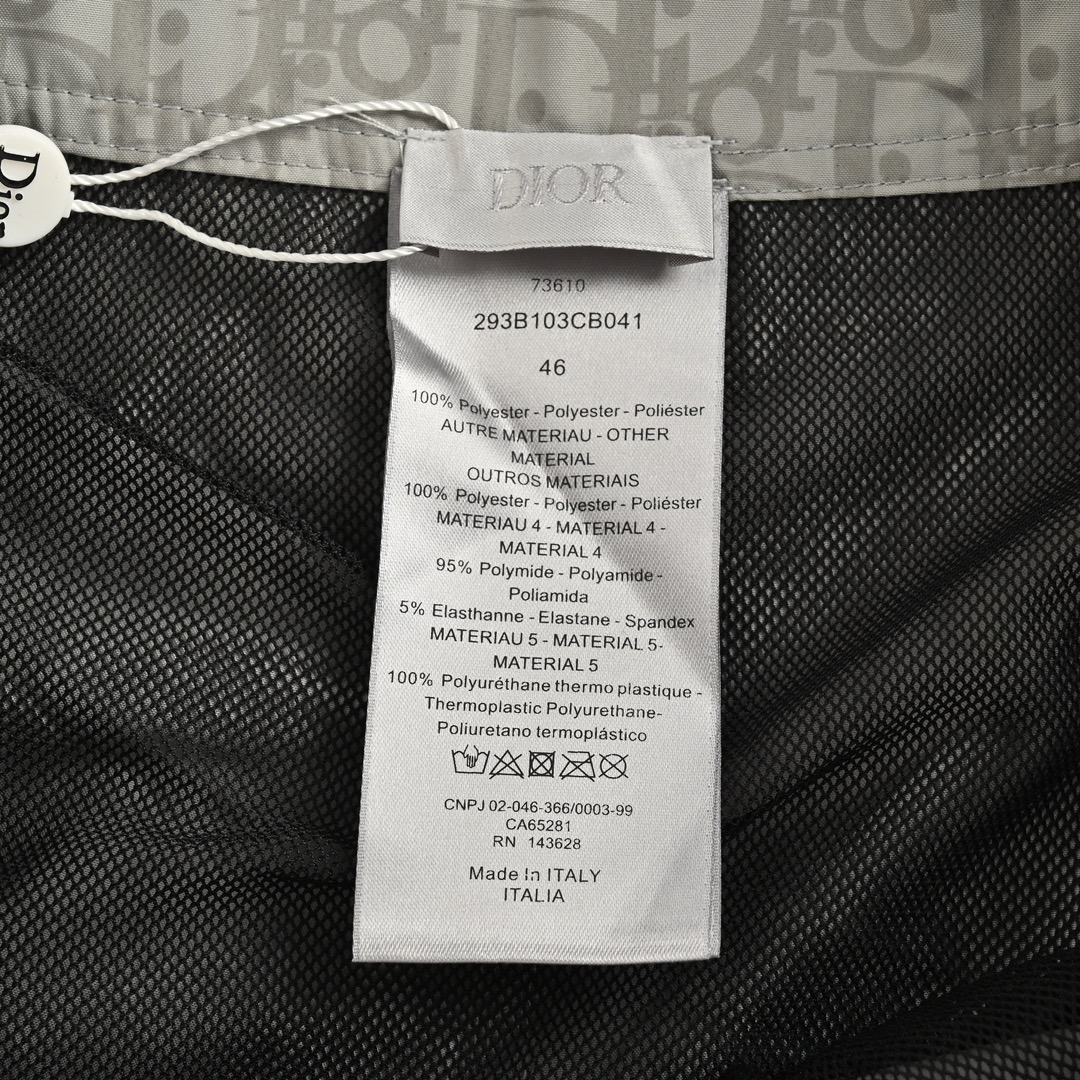 Dior
DIOR
73610
293B103CB041
46
100% Polyester - Polyester - Poliéster
AUTRE MATERIAU - OTHER
MATERIAL
OUTROS MATERIAIS
100% Polyester - Polyester - Poliéster
MATERIAU 4 - MATERIAL 4 -
MATERIAL 4
95% Polymide - Polyamide -
Poliamida
5% Elasthanne - Elastane - Spandex
MATERIAU 5 - MATERIAL 5-
MATERIAL 5
100% Polyuréthane thermo plastique -
Thermoplastic Polyurethane-
Poliuretano termoplástico
CNPJ 02-046-366/0003-99
CA65281
RN 143628
Made In ITALY
ITALIA